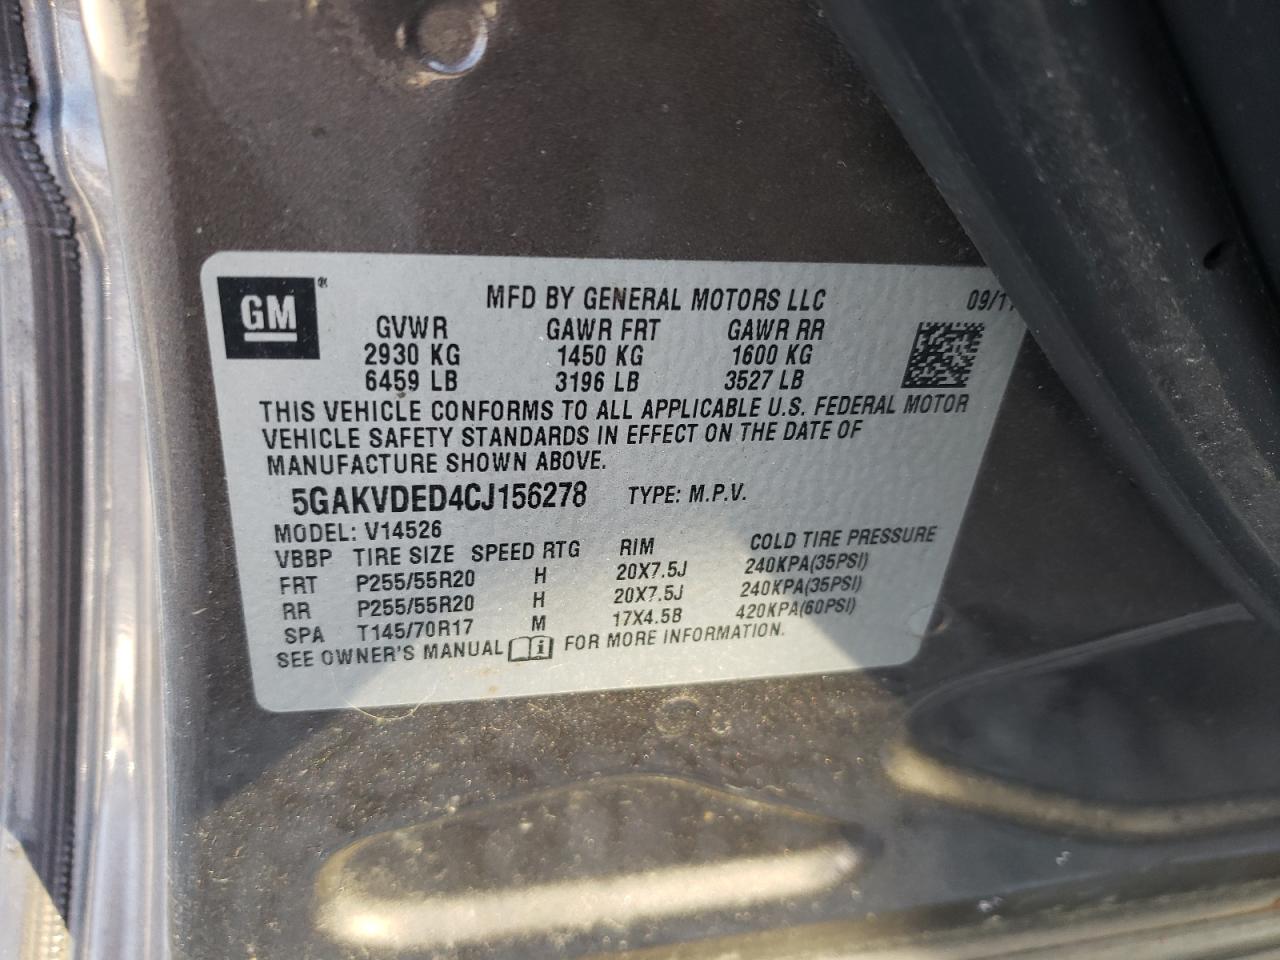 GM ® MFD BY GENERAL MOTORS LLC 09/11
GVWR GAWR FRT GAWR RR
2930 KG 1450 KG 1600 KG
6459 LB 3196 LB 3527 LB
THIS VEHICLE CONFORMS TO ALL APPLICABLE U.S. FEDERAL MOTOR
VEHICLE SAFETY STANDARDS IN EFFECT ON THE DATE OF
MANUFACTURE SHOWN ABOVE.
5GAKVDED4CJ156278 TYPE: M.P.V.
MODEL: V14526
VBBP TIRE SIZE SPEED RTG RIM COLD TIRE PRESSURE
FRT P255/55R20 H 20X7.5J 240KPA(35PSI)
RR P255/55R20 H 20X7.5J 240KPA(35PSI)
SPA T145/70R17 M 17X4.5B 420KPA(60PSI)
SEE OWNER'S MANUAL i FOR MORE INFORMATION.